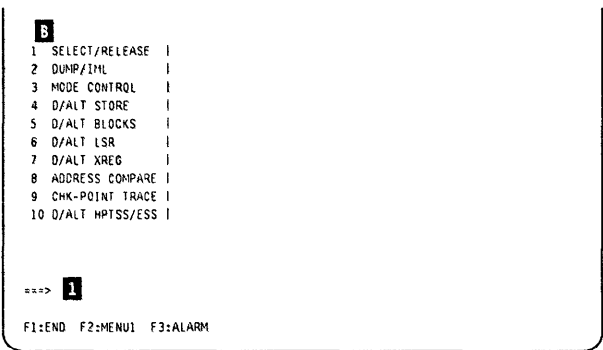 B
1 SELECT/RELEASE |
2 DUMP/IML |
3 MODE CONTROL |
4 D/ALT STORE |
5 D/ALT BLOCKS |
6 D/ALT LSR |
7 D/ALT XREG |
8 ADDRESS COMPARE |
9 CHK-POINT TRACE |
10 D/ALT HPTSS/ESS |
===> 1
F1:END F2:MENU1 F3:ALARM